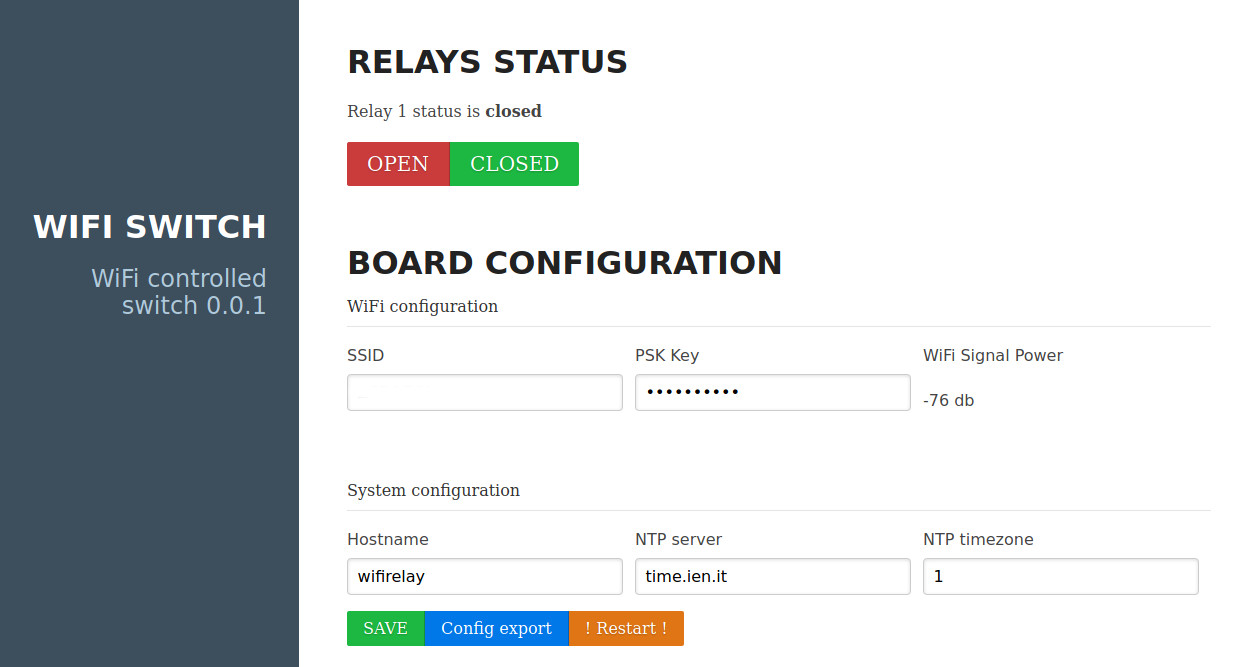 WIFI SWITCH
WiFi controlled
switch 0.0.1
RELAYS STATUS
Relay 1 status is closed
OPEN CLOSED
BOARD CONFIGURATION
WiFi configuration
SSID PSK Key WiFi Signal Power
•••••••••• -76 db
System configuration
Hostname NTP server NTP timezone
wifirelay time.ien.it 1
SAVE Config export ! Restart !